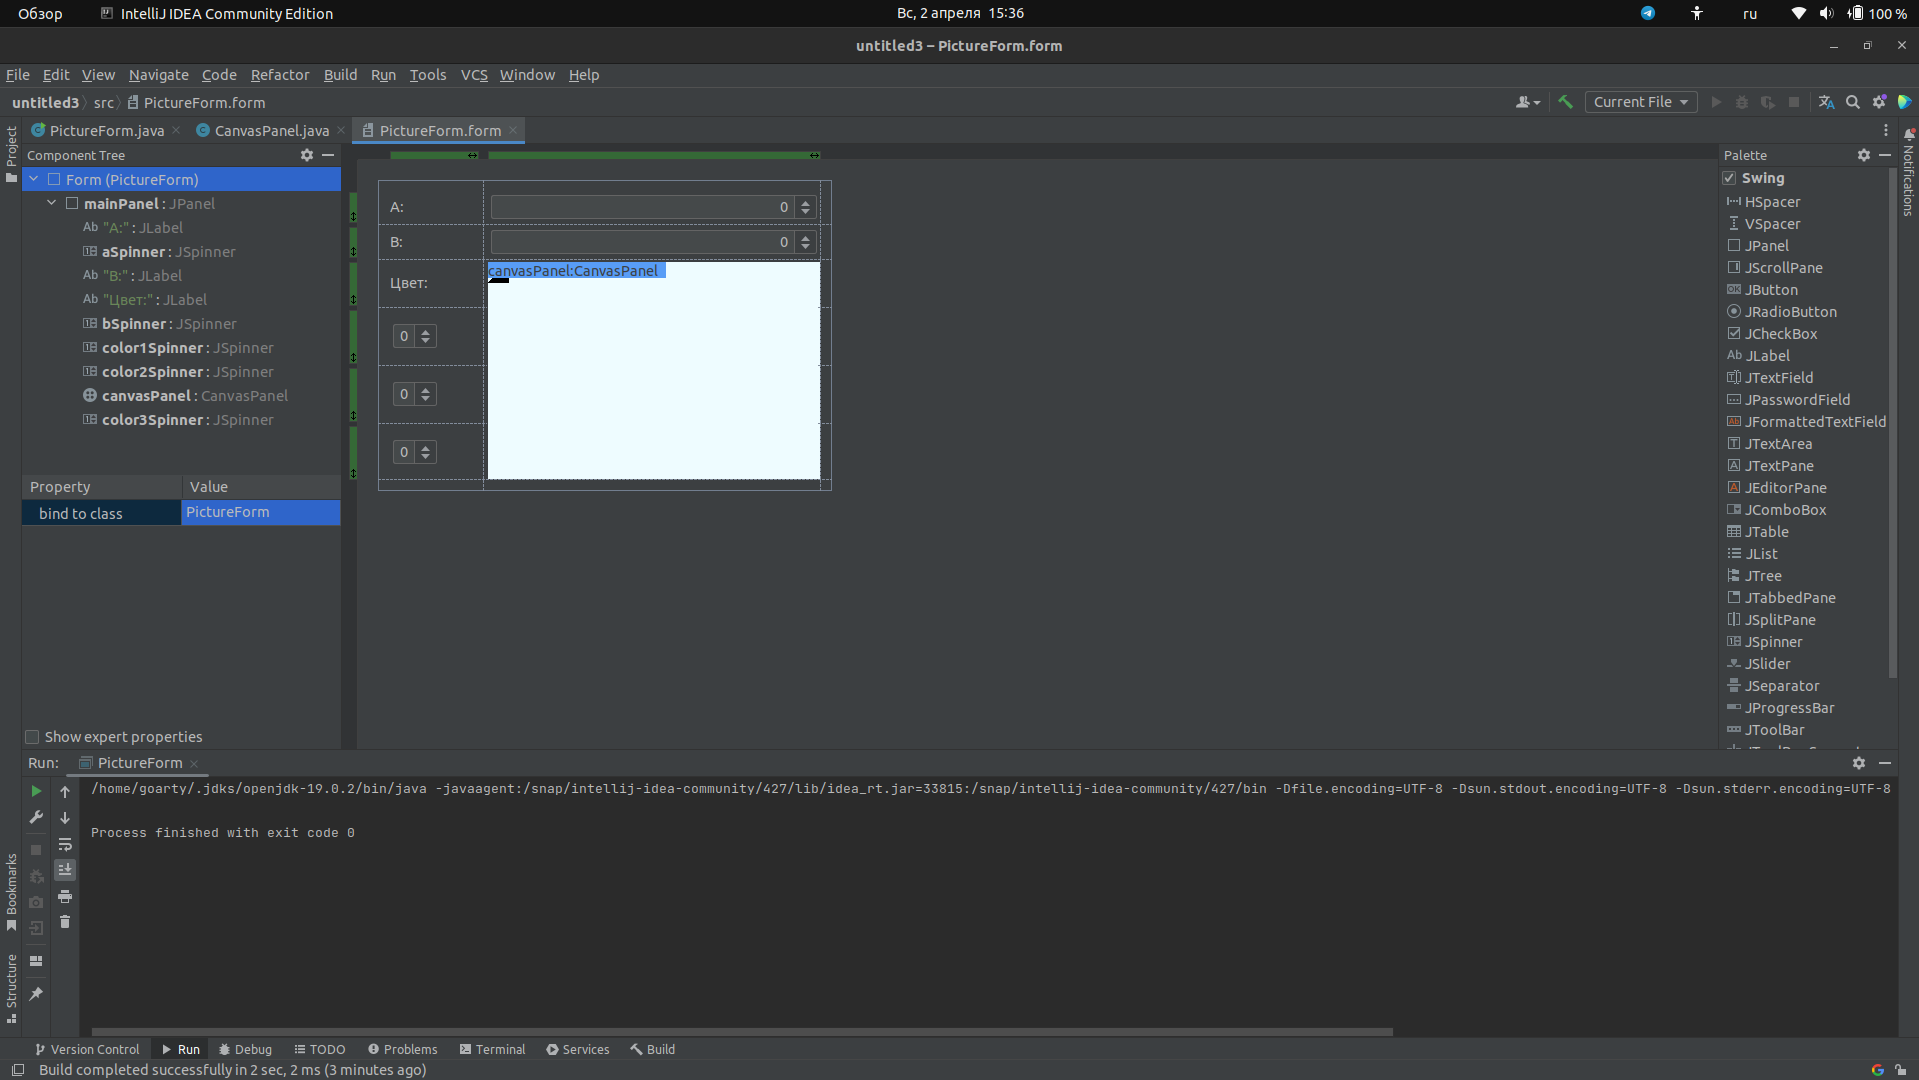 Обзор
IntelliJ IDEA Community Edition
Вс, 2 апреля 15:36
ru
100 %
untitled3 – PictureForm.form
File Edit View Navigate Code Refactor Build Run Tools VCS Window Help
untitled3 src PictureForm.form
Current File
Project
PictureForm.java
CanvasPanel.java
PictureForm.form
Notifications
Component Tree
Form (PictureForm)
mainPanel : JPanel
Ab "A:" : JLabel
aSpinner : JSpinner
Ab "B:" : JLabel
Ab "Цвет:" : JLabel
bSpinner : JSpinner
color1Spinner : JSpinner
color2Spinner : JSpinner
canvasPanel : CanvasPanel
color3Spinner : JSpinner
Property Value
bind to class PictureForm
Show expert properties
A: 0
B: 0
Цвет:
canvasPanel:CanvasPanel
0
0
0
Palette
Swing
HSpacer
VSpacer
JPanel
JScrollPane
JButton
JRadioButton
JCheckBox
Ab JLabel
JTextField
JPasswordField
JFormattedTextField
JTextArea
JTextPane
JEditorPane
JComboBox
JTable
JList
JTree
JTabbedPane
JSplitPane
JSpinner
JSlider
JSeparator
JProgressBar
JToolBar
Run: PictureForm
/home/goarty/.jdks/openjdk-19.0.2/bin/java -javaagent:/snap/intellij-idea-community/427/lib/idea_rt.jar=33815:/snap/intellij-idea-community/427/bin -Dfile.encoding=UTF-8 -Dsun.stdout.encoding=UTF-8 -Dsun.stderr.encoding=UTF-8
Process finished with exit code 0
Bookmarks
Structure
Version Control Run Debug TODO Problems Terminal Services Build
Build completed successfully in 2 sec, 2 ms (3 minutes ago)